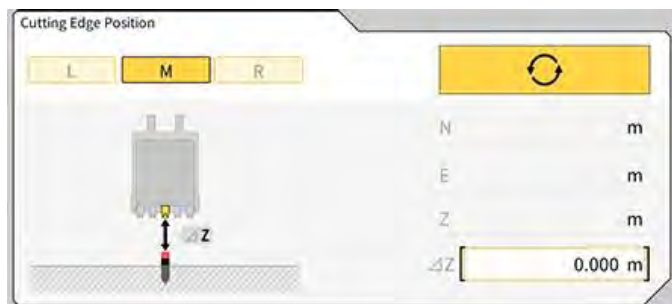 Cutting Edge Position
L M R
N m
E m
Z m
⊿Z 0.000 m
⊿Z